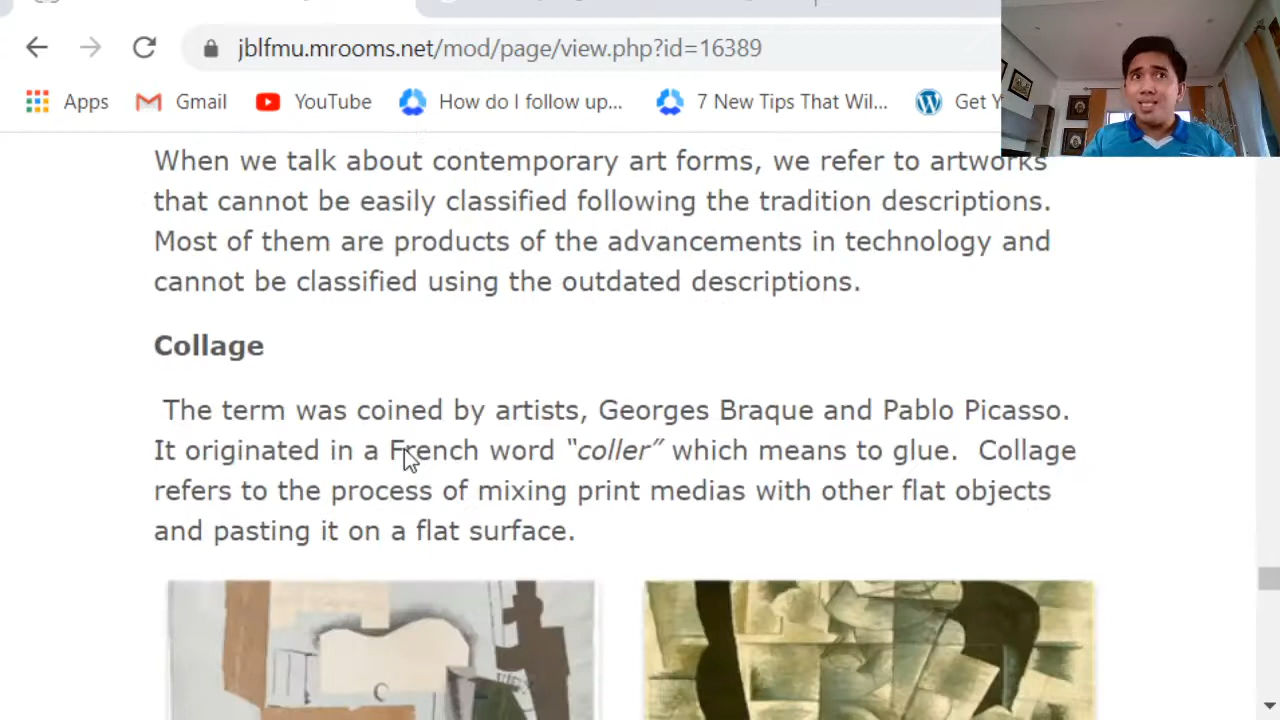 jblfmu.mrooms.net/mod/page/view.php?id=16389
Apps Gmail YouTube How do I follow up... 7 New Tips That Wil... Get Y
When we talk about contemporary art forms, we refer to artworks
that cannot be easily classified following the tradition descriptions.
Most of them are products of the advancements in technology and
cannot be classified using the outdated descriptions.
Collage
The term was coined by artists, Georges Braque and Pablo Picasso.
It originated in a French word “coller” which means to glue. Collage
refers to the process of mixing print medias with other flat objects
and pasting it on a flat surface.